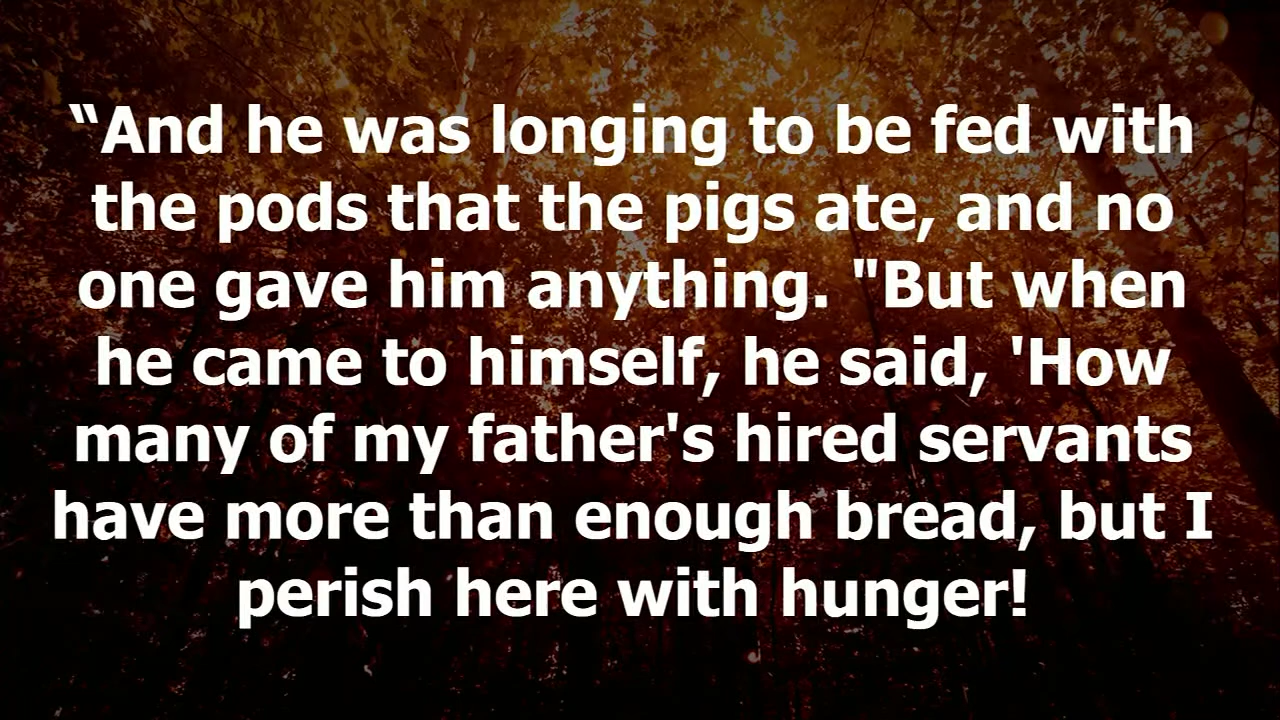 “And he was longing to be fed with
the pods that the pigs ate, and no
one gave him anything. "But when
he came to himself, he said, 'How
many of my father's hired servants
have more than enough bread, but I
perish here with hunger!